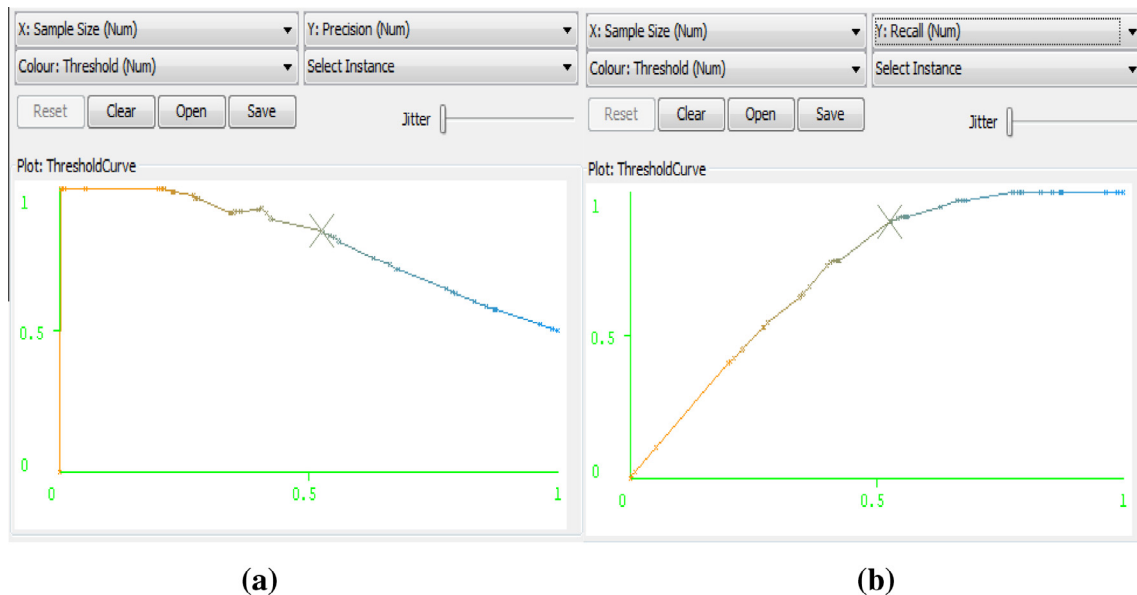 X: Sample Size (Num)
Y: Precision (Num)
Colour: Threshold (Num)
Select Instance
Reset
Clear
Open
Save
Jitter
Plot: ThresholdCurve
1
0.5
0
0
0.5
1
(a)
X: Sample Size (Num)
Y: Recall (Num)
Colour: Threshold (Num)
Select Instance
Reset
Clear
Open
Save
Jitter
Plot: ThresholdCurve
1
0.5
0
0
0.5
1
(b)